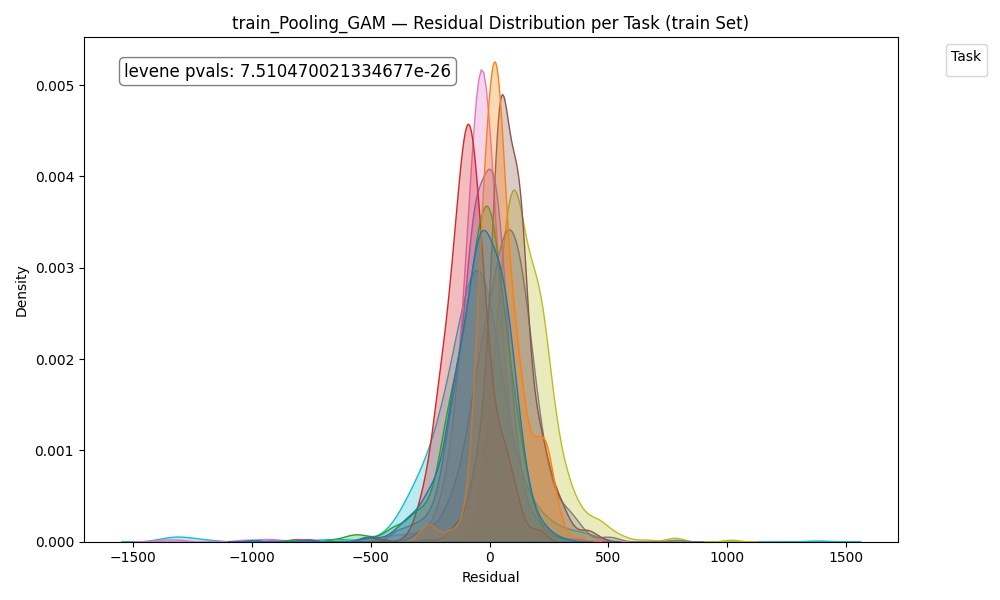 train_Pooling_GAM — Residual Distribution per Task (train Set)
levene pvals: 7.510470021334677e-26
Task
Density
0.005
0.004
0.003
0.002
0.001
0.000
−1500
−1000
−500
0
500
1000
1500
Residual